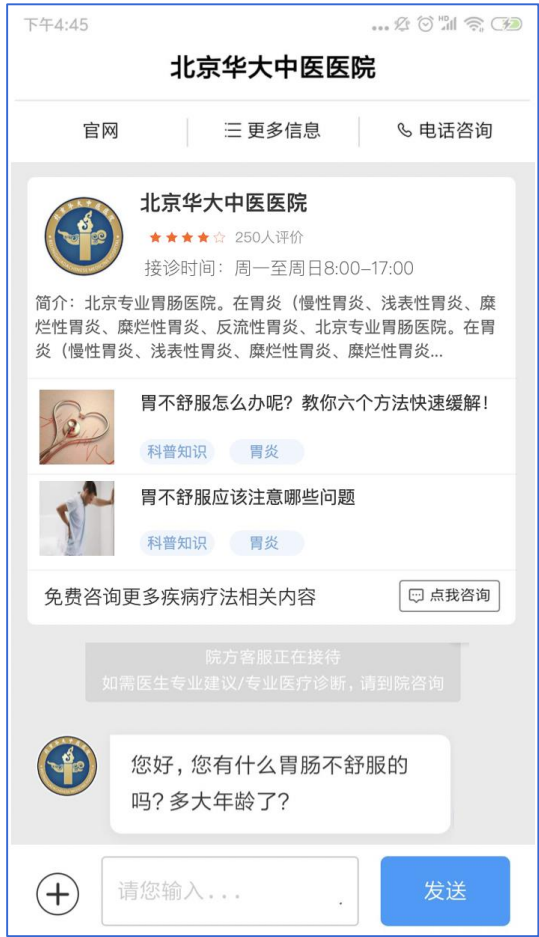 下午4:45
北京华大中医医院
官网
更多信息
电话咨询
北京华大中医医院
250人评价
接诊时间：周一至周日8:00-17:00
简介：北京专业胃肠医院。在胃炎（慢性胃炎、浅表性胃炎、糜
烂性胃炎、糜烂性胃炎、反流性胃炎、北京专业胃肠医院。在胃
炎（慢性胃炎、浅表性胃炎、糜烂性胃炎、糜烂性胃炎...
胃不舒服怎么办呢？教你六个方法快速缓解！
科普知识 胃炎
胃不舒服应该注意哪些问题
科普知识 胃炎
免费咨询更多疾病疗法相关内容
点我咨询
院方客服正在接待
如需医生专业建议/专业医疗诊断，请到院咨询
您好，您有什么胃肠不舒服的
吗？多大年龄了？
请您输入...
发送